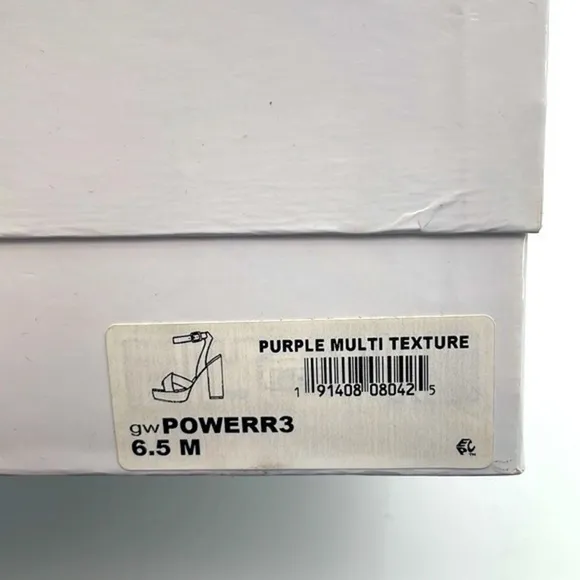 PURPLE MULTI TEXTURE
1 91408 08042 5
gwPOWERR3
6.5 M